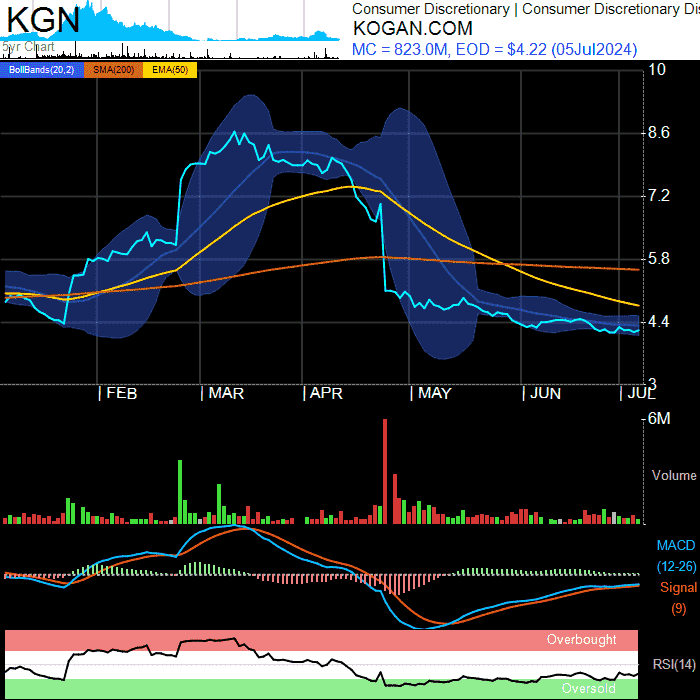 KGN
5yr Chart
Consumer Discretionary | Consumer Discretionary Dis
KOGAN.COM
MC = 823.0M, EOD = $4.22 (05Jul2024)
BollBands(20,2) SMA(200) EMA(50)
10
8.6
7.2
5.8
4.4
3
| FEB | MAR | APR | MAY | JUN | JUL
6M
Volume
MACD
(12-26)
Signal
(9)
Overbought
RSI(14)
Oversold